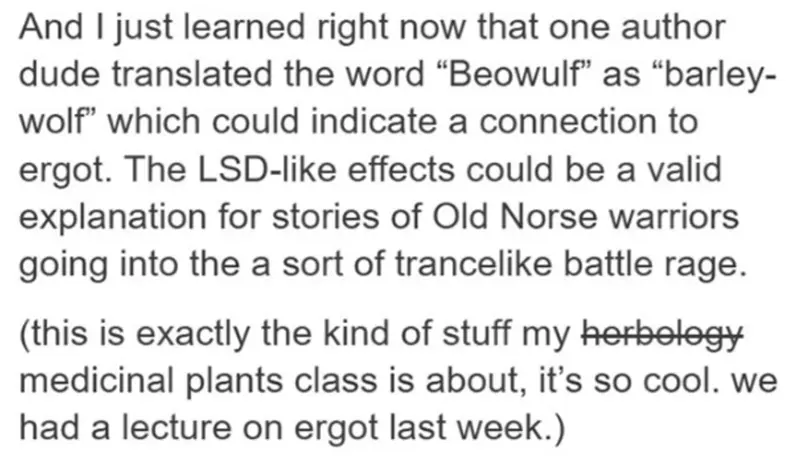 And I just learned right now that one author
dude translated the word “Beowulf” as “barley-
wolf” which could indicate a connection to
ergot. The LSD-like effects could be a valid
explanation for stories of Old Norse warriors
going into the a sort of trancelike battle rage.
(this is exactly the kind of stuff my herbology
medicinal plants class is about, it’s so cool. we
had a lecture on ergot last week.)